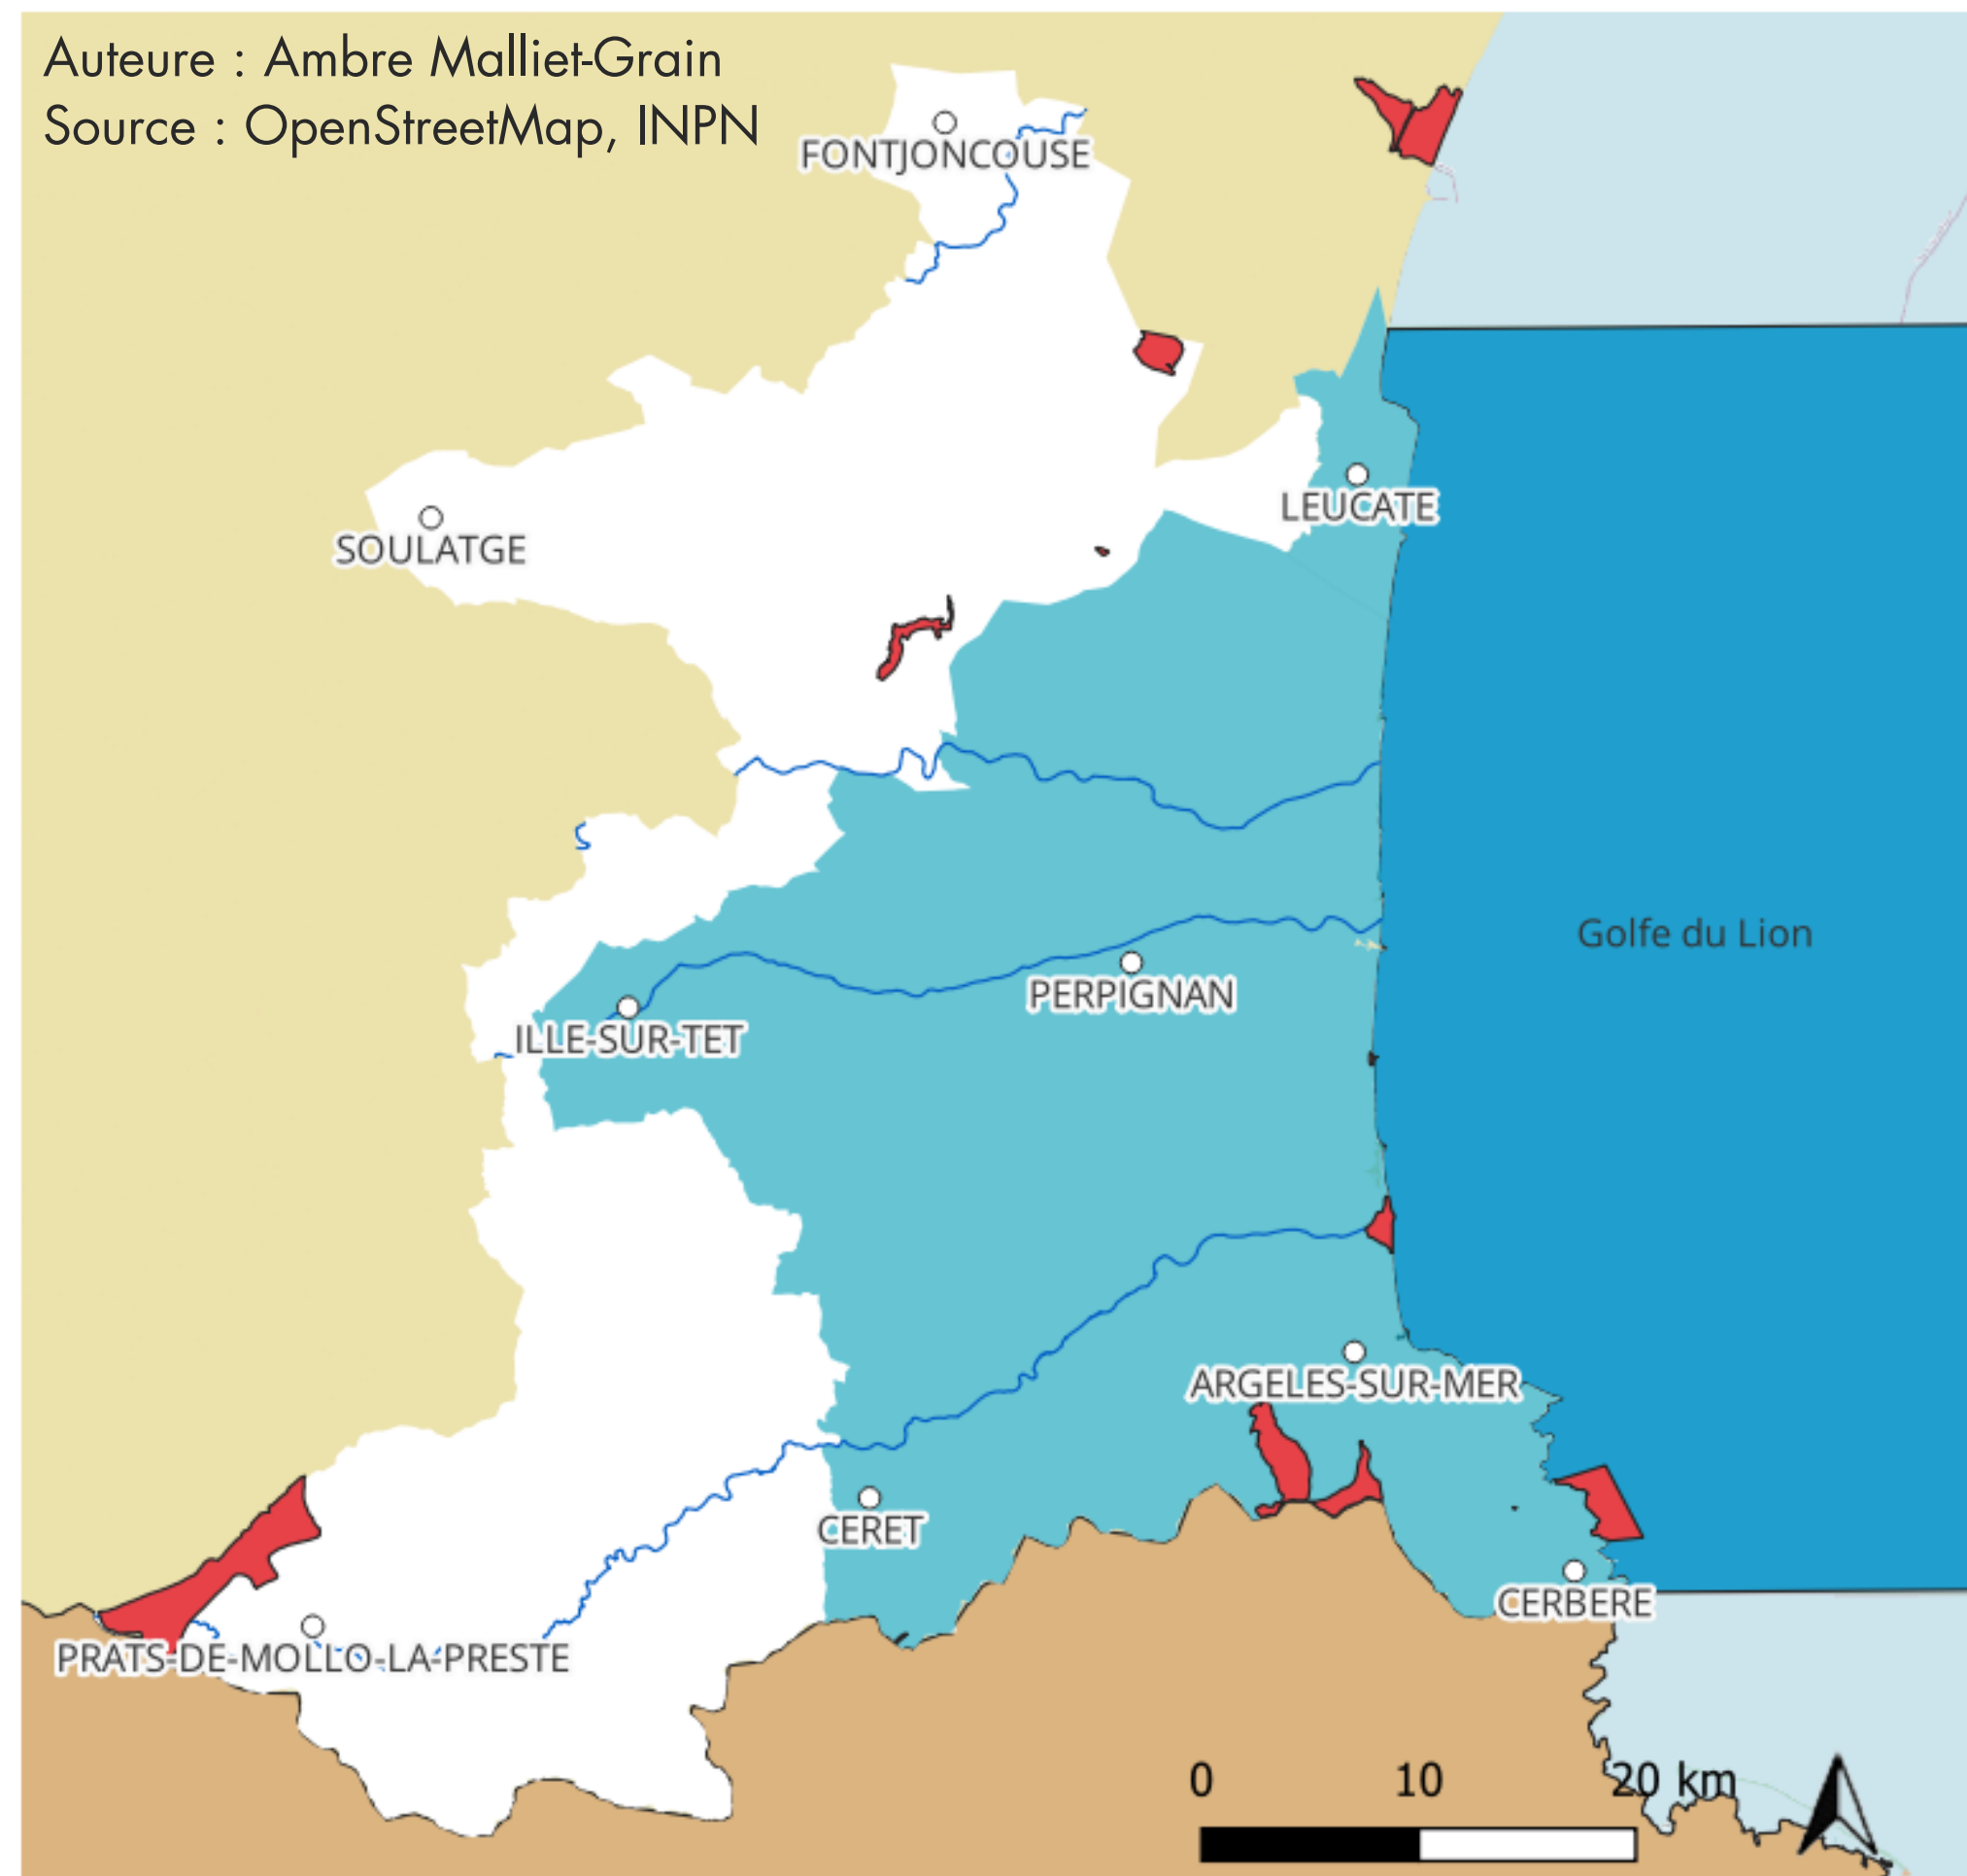 Auteure : Ambre Malliet-Grain
Source : OpenStreetMap, INPN
FONTJONCOUSE
LEUCATE
SOULATGE
Golfe du Lion
PERPIGNAN
ILLE-SUR-TET
ARGELES-SUR-MER
CERET
CERBERE
PRATS-DE-MOLLO-LA-PRESTE
0 10 20 km